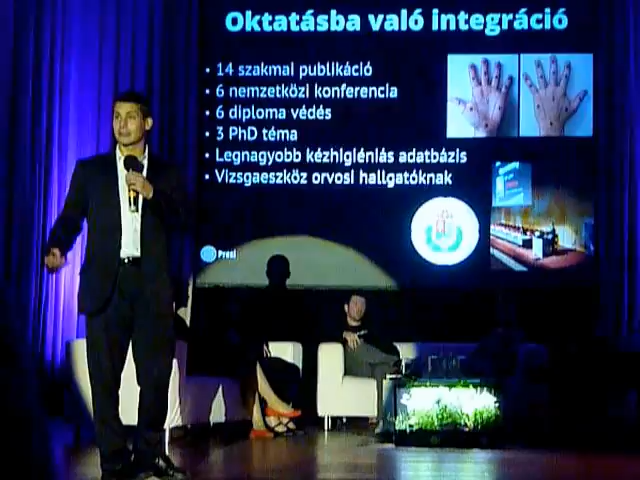 Oktatásba való integráció
• 14 szakmai publikáció
• 6 nemzetközi konferencia
• 6 diploma védés
• 3 PhD téma
• Legnagyobb kézhigiéniás adatbázis
• Vizsgaeszköz orvosi hallgatóknak
Prezi